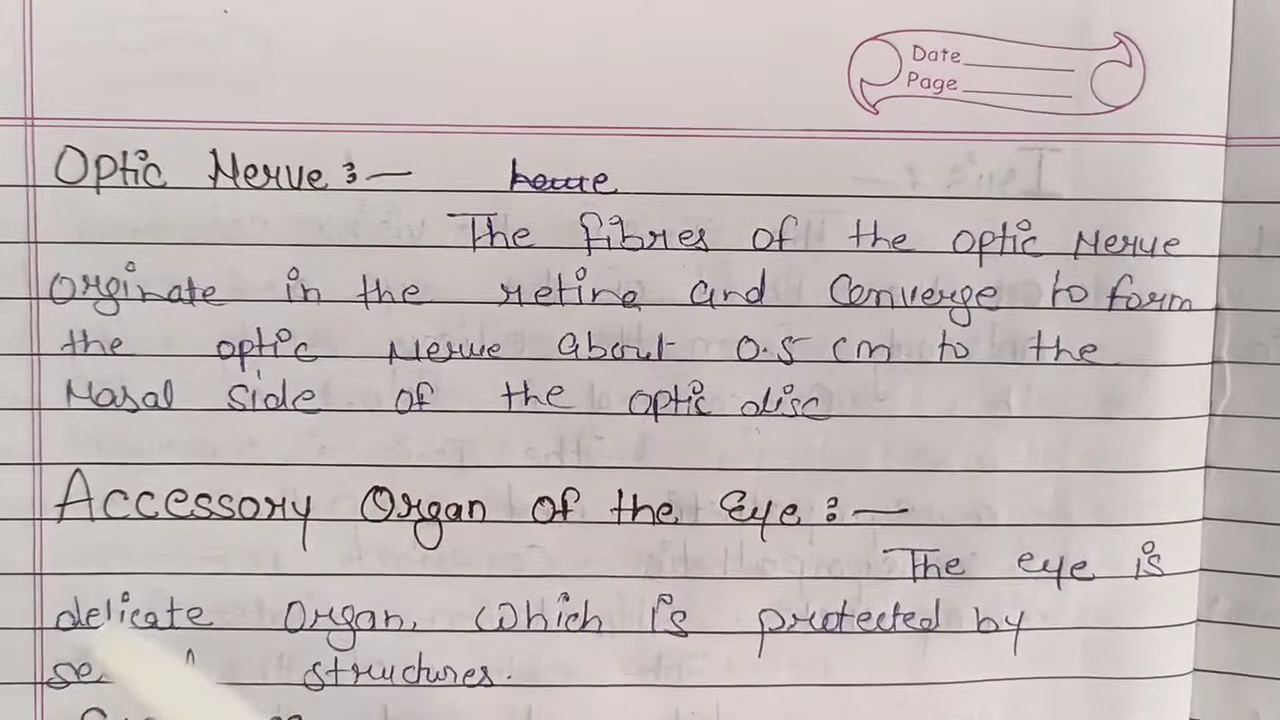 Date
Page
Optic Nerve :-
The fibres of the optic Nerve
Orginate in the retina and Converge to form
the optic Nerve about 0.5 cm to the
Nasal side of the optic disc
Accessory Organ of the Eye :-
The eye is
delicate Organ, which is protected by
structures.